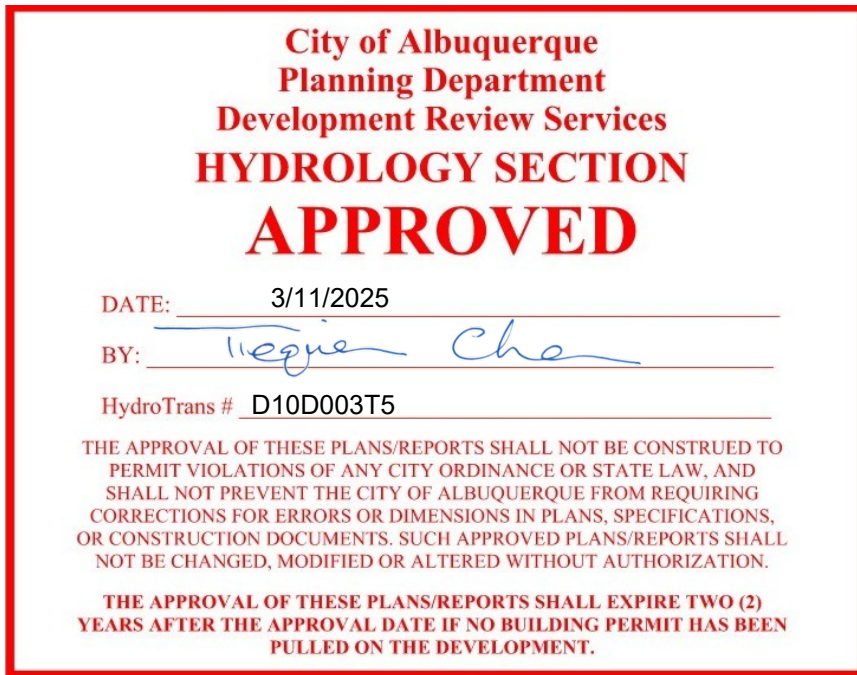 City of Albuquerque
Planning Department
Development Review Services
HYDROLOGY SECTION
APPROVED
DATE: 3/11/2025
BY: Cha
HydroTrans # D10D003T5
THE APPROVAL OF THESE PLANS/REPORTS SHALL NOT BE CONSTRUED TO
PERMIT VIOLATIONS OF ANY CITY ORDINANCE OR STATE LAW, AND
SHALL NOT PREVENT THE CITY OF ALBUQUERQUE FROM REQUIRING
CORRECTIONS FOR ERRORS OR DIMENSIONS IN PLANS, SPECIFICATIONS,
OR CONSTRUCTION DOCUMENTS. SUCH APPROVED PLANS/REPORTS SHALL
NOT BE CHANGED, MODIFIED OR ALTERED WITHOUT AUTHORIZATION.
THE APPROVAL OF THESE PLANS/REPORTS SHALL EXPIRE TWO (2)
YEARS AFTER THE APPROVAL DATE IF NO BUILDING PERMIT HAS BEEN
PULLED ON THE DEVELOPMENT.